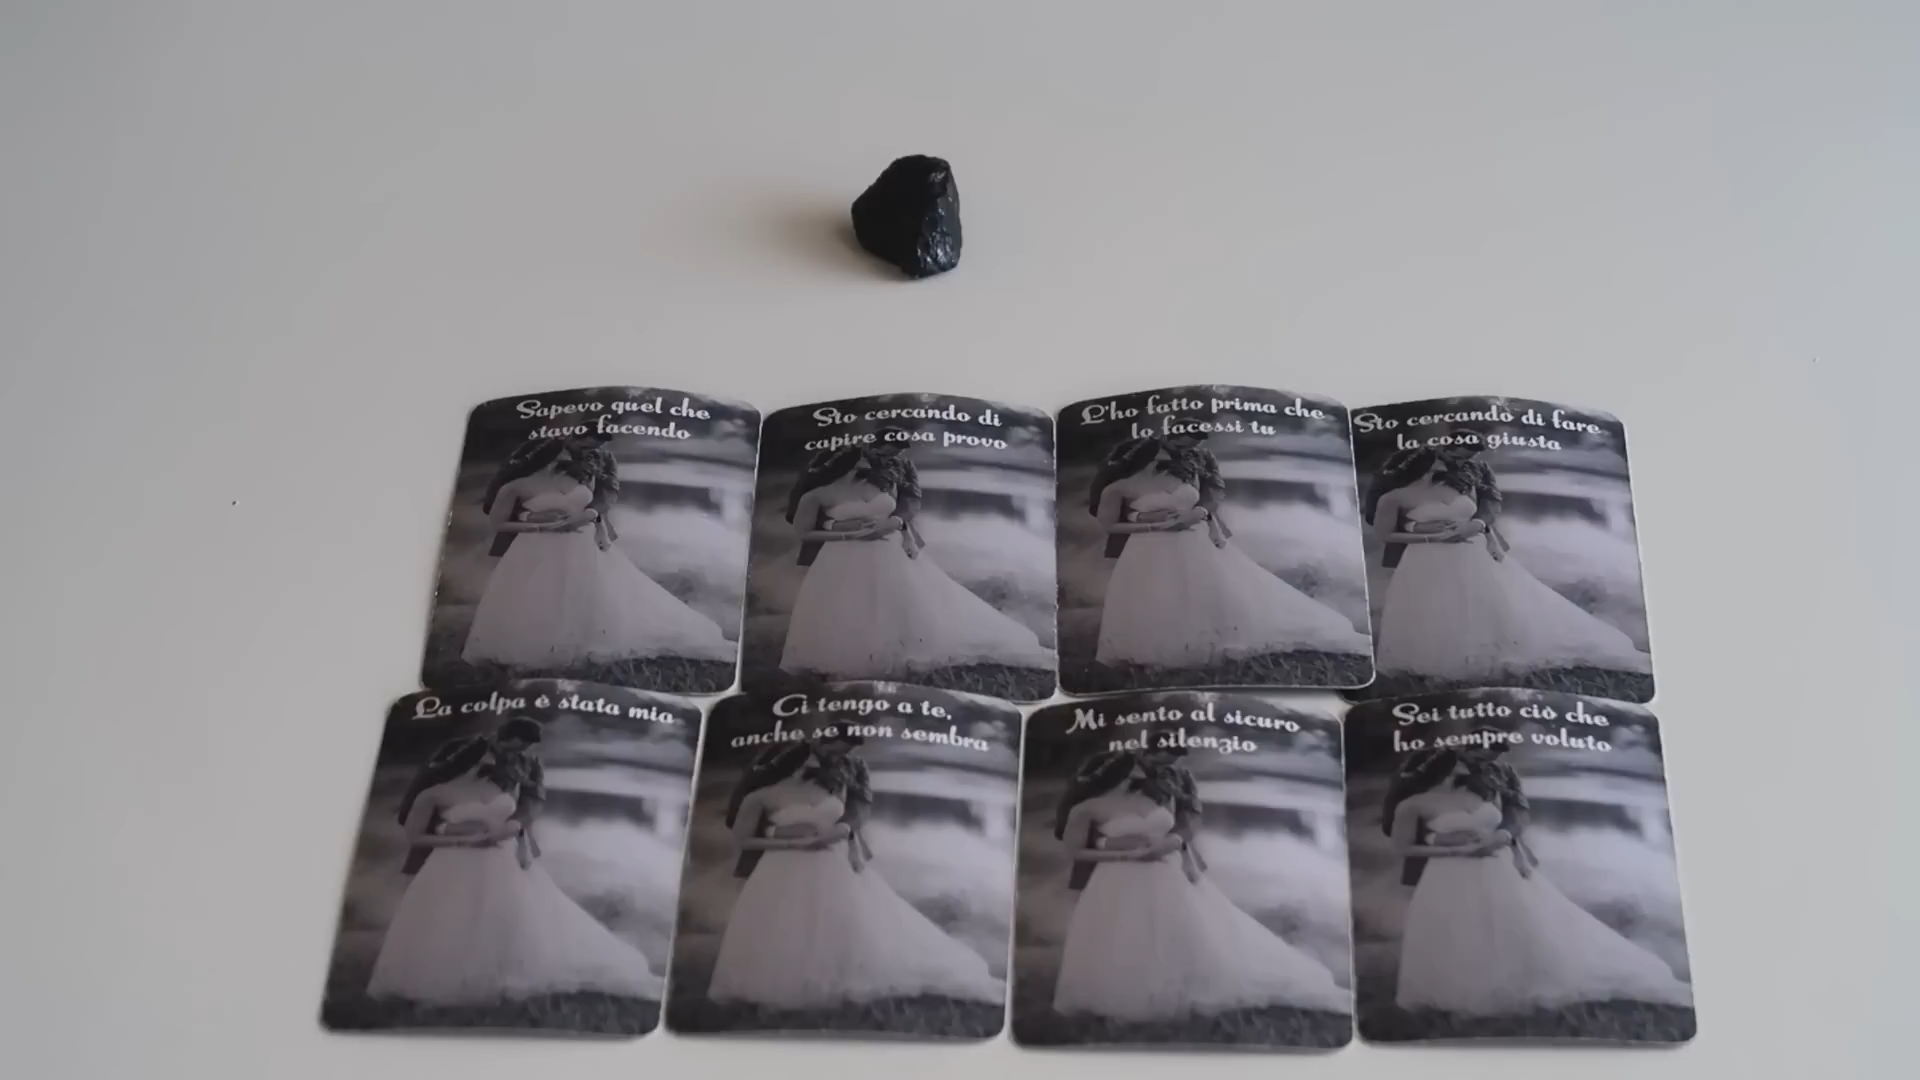 Sapevo quel che
stavo facendo
Sto cercando di
capire cosa provo
L'ho fatto prima che
lo facessi tu
Sto cercando di fare
la cosa giusta
La colpa è stata mia
Ci tengo a te,
anche se non sembra
Mi sento al sicuro
nel silenzio
Sei tutto ciò che
ho sempre voluto